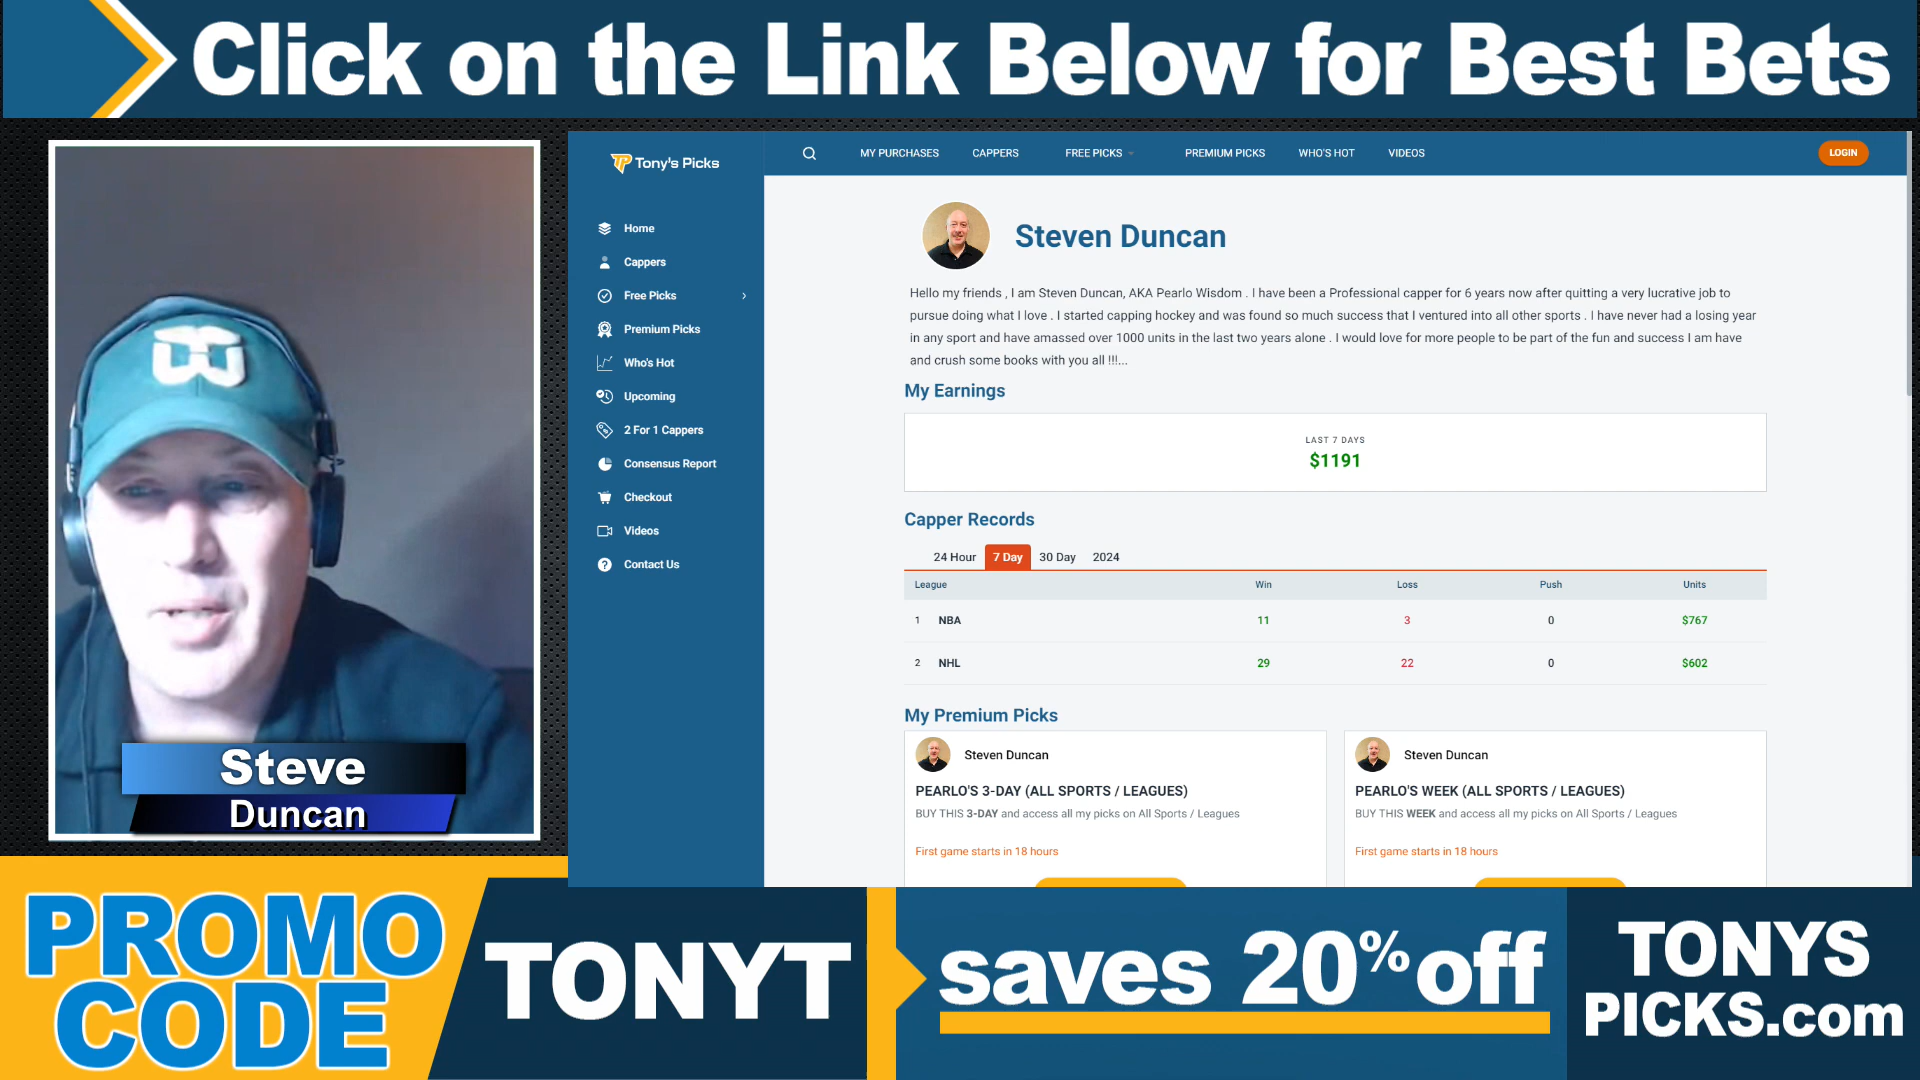 Click on the Link Below for Best Bets
Tony's Picks
MY PURCHASES CAPPERS FREE PICKS PREMIUM PICKS WHO'S HOT VIDEOS LOGIN
Home
Cappers
Free Picks
Premium Picks
Who's Hot
Upcoming
2 For 1 Cappers
Consensus Report
Checkout
Videos
Contact Us
Steven Duncan
Hello my friends , I am Steven Duncan, AKA Pearlo Wisdom . I have been a Professional capper for 6 years now after quitting a very lucrative job to
pursue doing what I love . I started capping hockey and was found so much success that I ventured into all other sports . I have never had a losing year
in any sport and have amassed over 1000 units in the last two years alone . I would love for more people to be part of the fun and success I am have
and crush some books with you all !!!...
My Earnings
LAST 7 DAYS
$1191
Capper Records
24 Hour 7 Day 30 Day 2024
League Win Loss Push Units
1 NBA 11 3 0 $767
2 NHL 29 22 0 $602
My Premium Picks
Steven Duncan
PEARLO'S 3-DAY (ALL SPORTS / LEAGUES)
BUY THIS 3-DAY and access all my picks on All Sports / Leagues
First game starts in 18 hours
Steven Duncan
PEARLO'S WEEK (ALL SPORTS / LEAGUES)
BUY THIS WEEK and access all my picks on All Sports / Leagues
First game starts in 18 hours
Steve
Duncan
PROMO
CODE
TONYT
saves 20% off
TONYS
PICKS.com